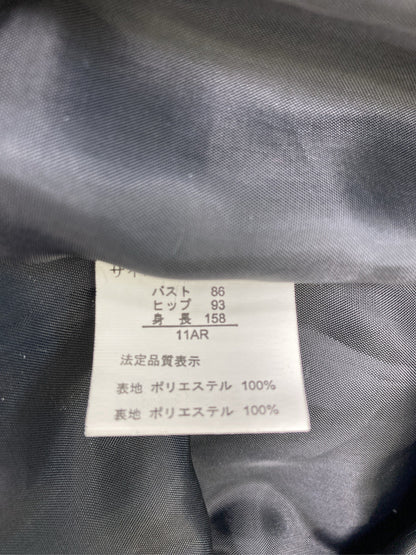 バスト 86
ヒップ 93
身長 158
11AR
法定品質表示
表地 ポリエステル 100%
裏地 ポリエステル 100%